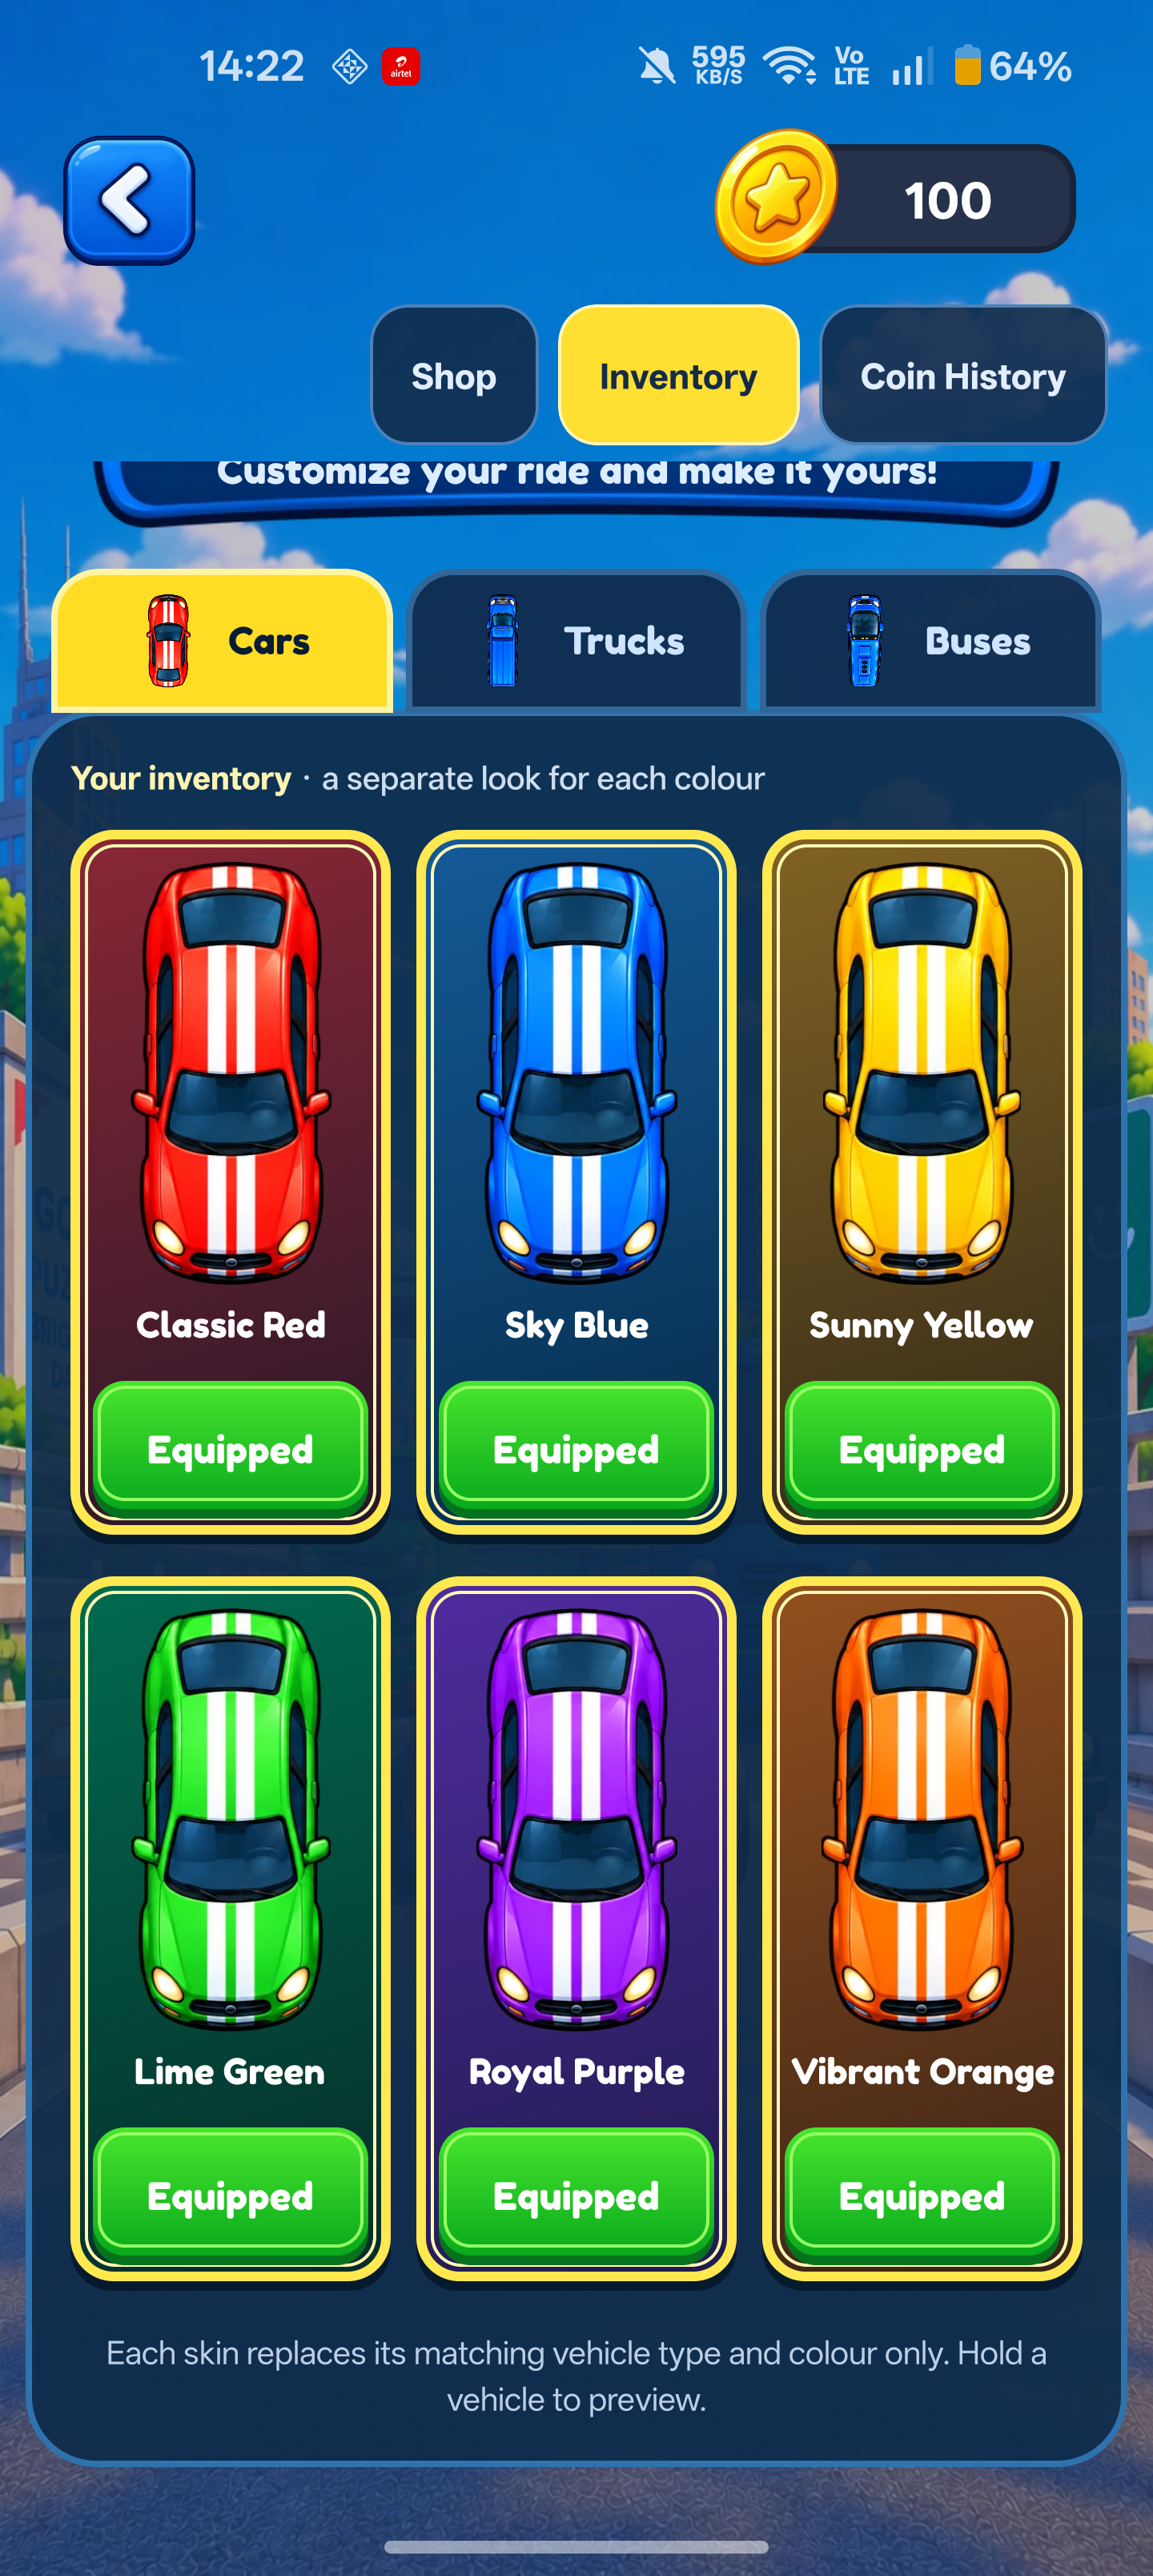 14:22
airtel
595
KB/S
Vo
LTE
64%
100
Shop
Inventory
Coin History
Customize your ride and make it yours!
Cars
Trucks
Buses
Your inventory · a separate look for each colour
Classic Red
Sky Blue
Sunny Yellow
Equipped
Equipped
Equipped
Lime Green
Royal Purple
Vibrant Orange
Equipped
Equipped
Equipped
Each skin replaces its matching vehicle type and colour only. Hold a
vehicle to preview.